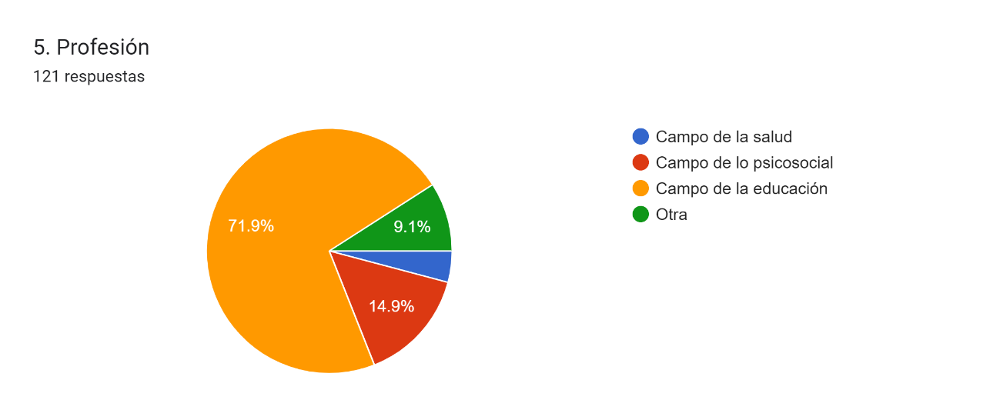 5. Profesión
121 respuestas
Campo de la salud
Campo de lo psicosocial
Campo de la educación
Otra
71.9%
9.1%
14.9%